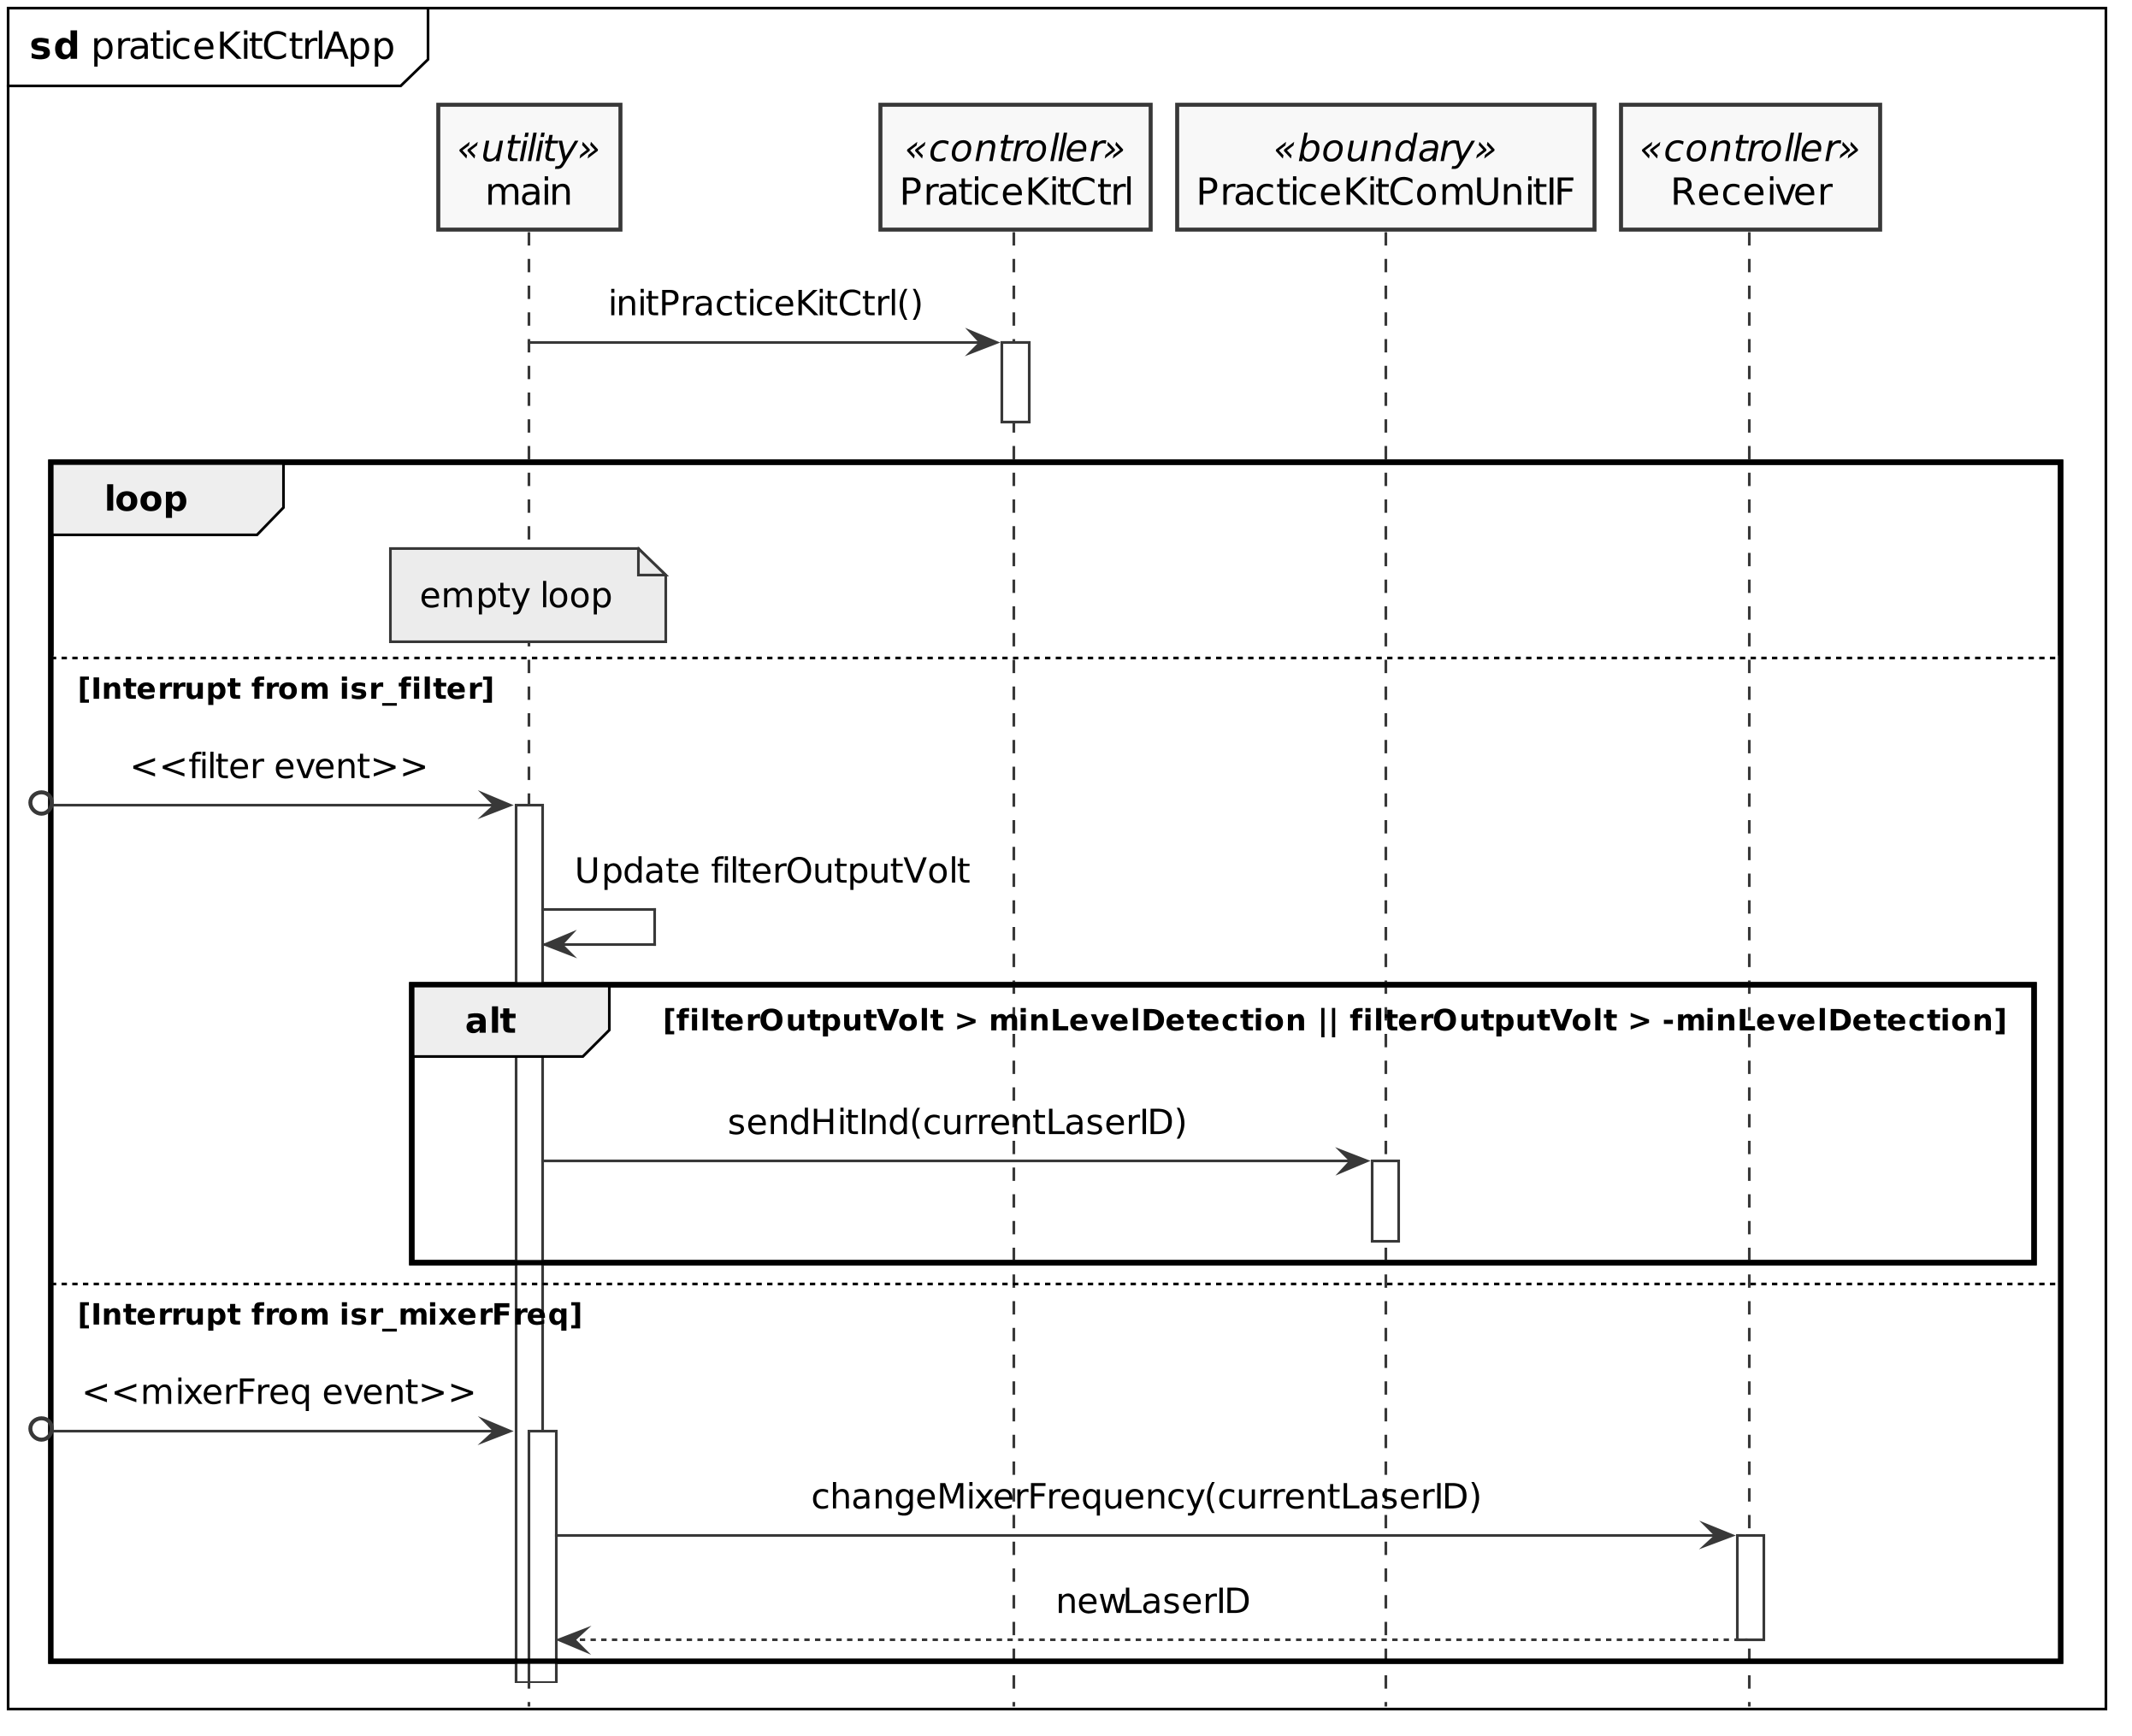 sd praticeKitCtrlApp
«utility»
main
«controller»
PraticeKitCtrl
«boundary»
PracticeKitComUnitIF
«controller»
Receiver
initPracticeKitCtrl()
loop
empty loop
[Interrupt from isr_filter]
<<filter event>>
Update filterOutputVolt
alt [filterOutputVolt > minLevelDetection || filterOutputVolt > -minLevelDetection]
sendHitInd(currentLaserID)
[Interrupt from isr_mixerFreq]
<<mixerFreq event>>
changeMixerFrequency(currentLaserID)
newLaserID